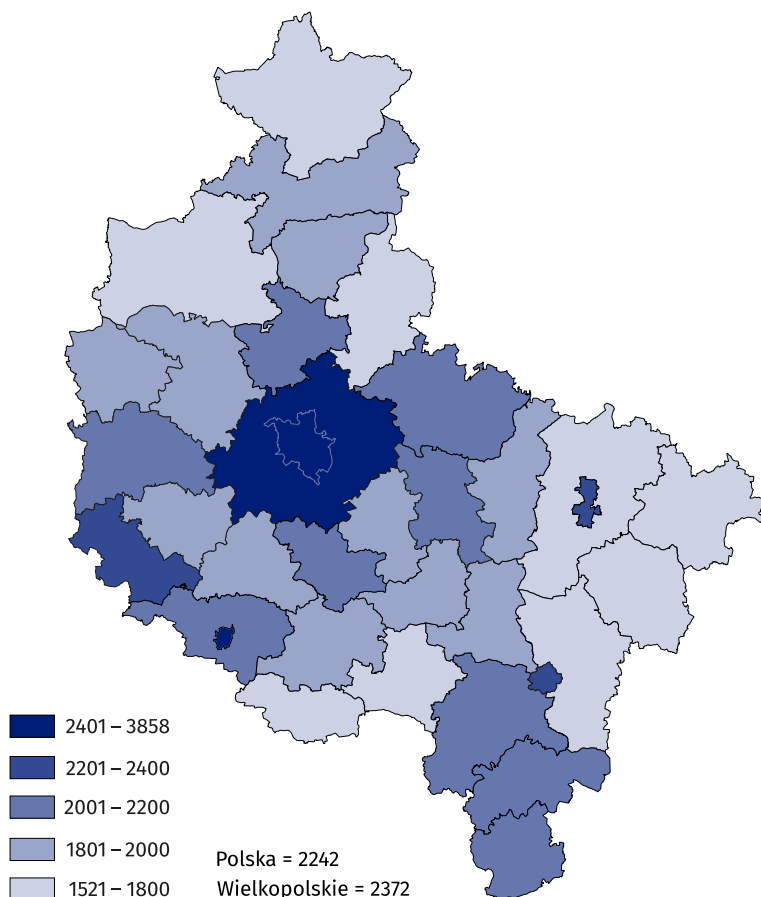 2401 – 3858
2201 – 2400
2001 – 2200
1801 – 2000
1521 – 1800
Polska = 2242
Wielkopolskie = 2372